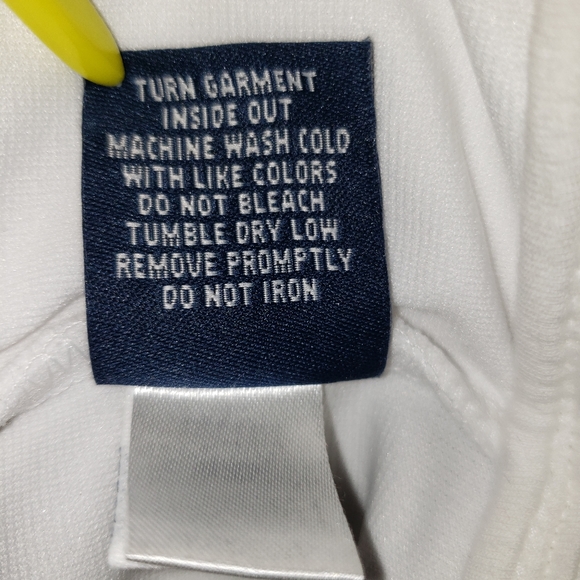 TURN GARMENT
INSIDE OUT
MACHINE WASH COLD
WITH LIKE COLORS
DO NOT BLEACH
TUMBLE DRY LOW
REMOVE PROMPTLY
DO NOT IRON